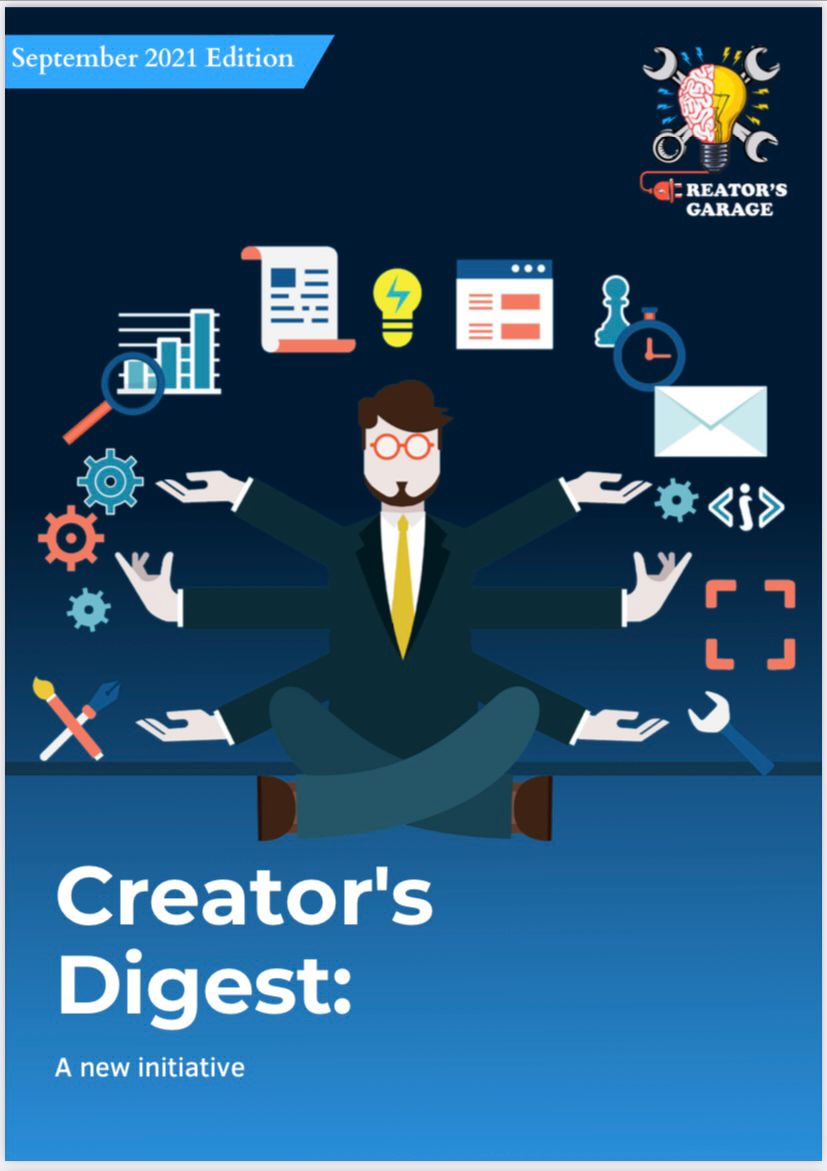 September 2021 Edition
REATOR'S
GARAGE
<i>
Creator's
Digest:
A new initiative